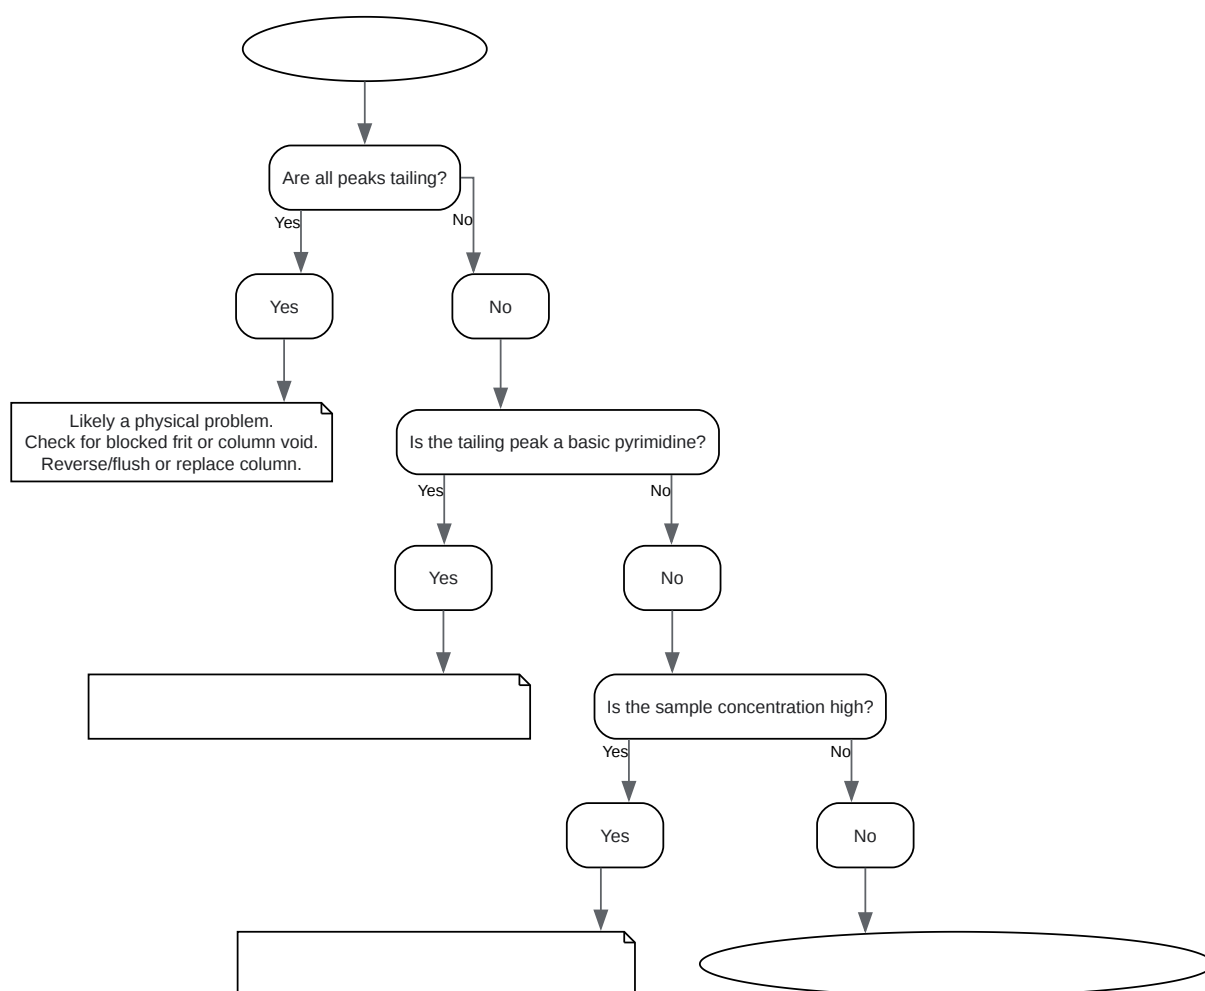 Are all peaks tailing?
Yes
No
Yes
No
Likely a physical problem.
Check for blocked frit or column void.
Reverse/flush or replace column.
Is the tailing peak a basic pyrimidine?
Yes
No
Yes
No
Is the sample concentration high?
Yes
No
Yes
No